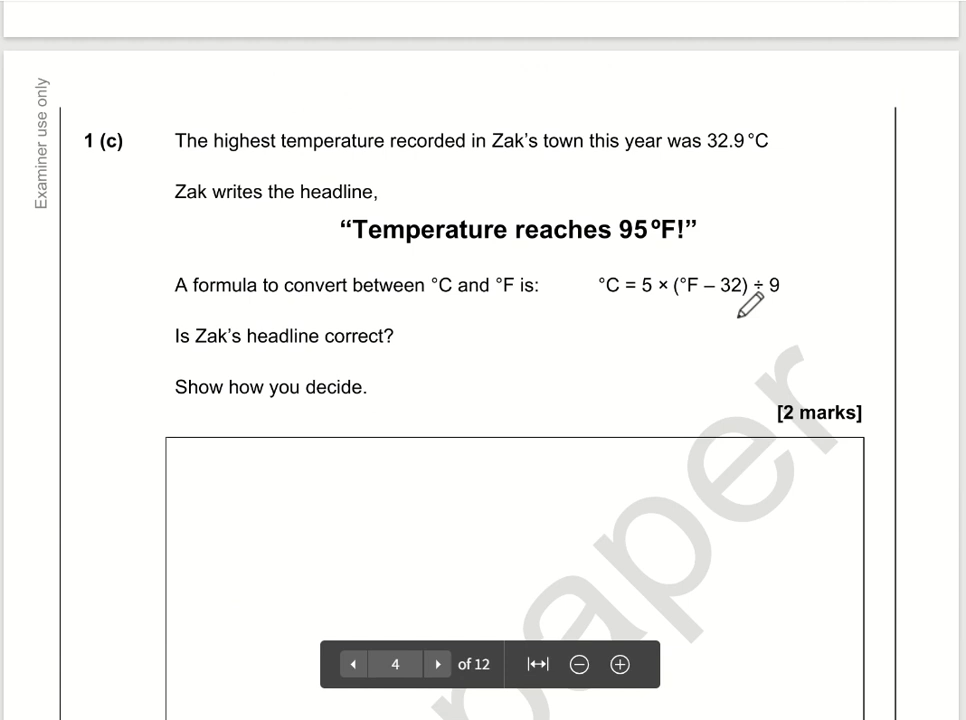 Examiner use only
1 (c) The highest temperature recorded in Zak's town this year was 32.9 °C
Zak writes the headline,
“Temperature reaches 95 ºF!”
A formula to convert between °C and °F is: °C = 5 × (°F – 32) ÷ 9
Is Zak's headline correct?
Show how you decide.
[2 marks]
paper
4 of 12